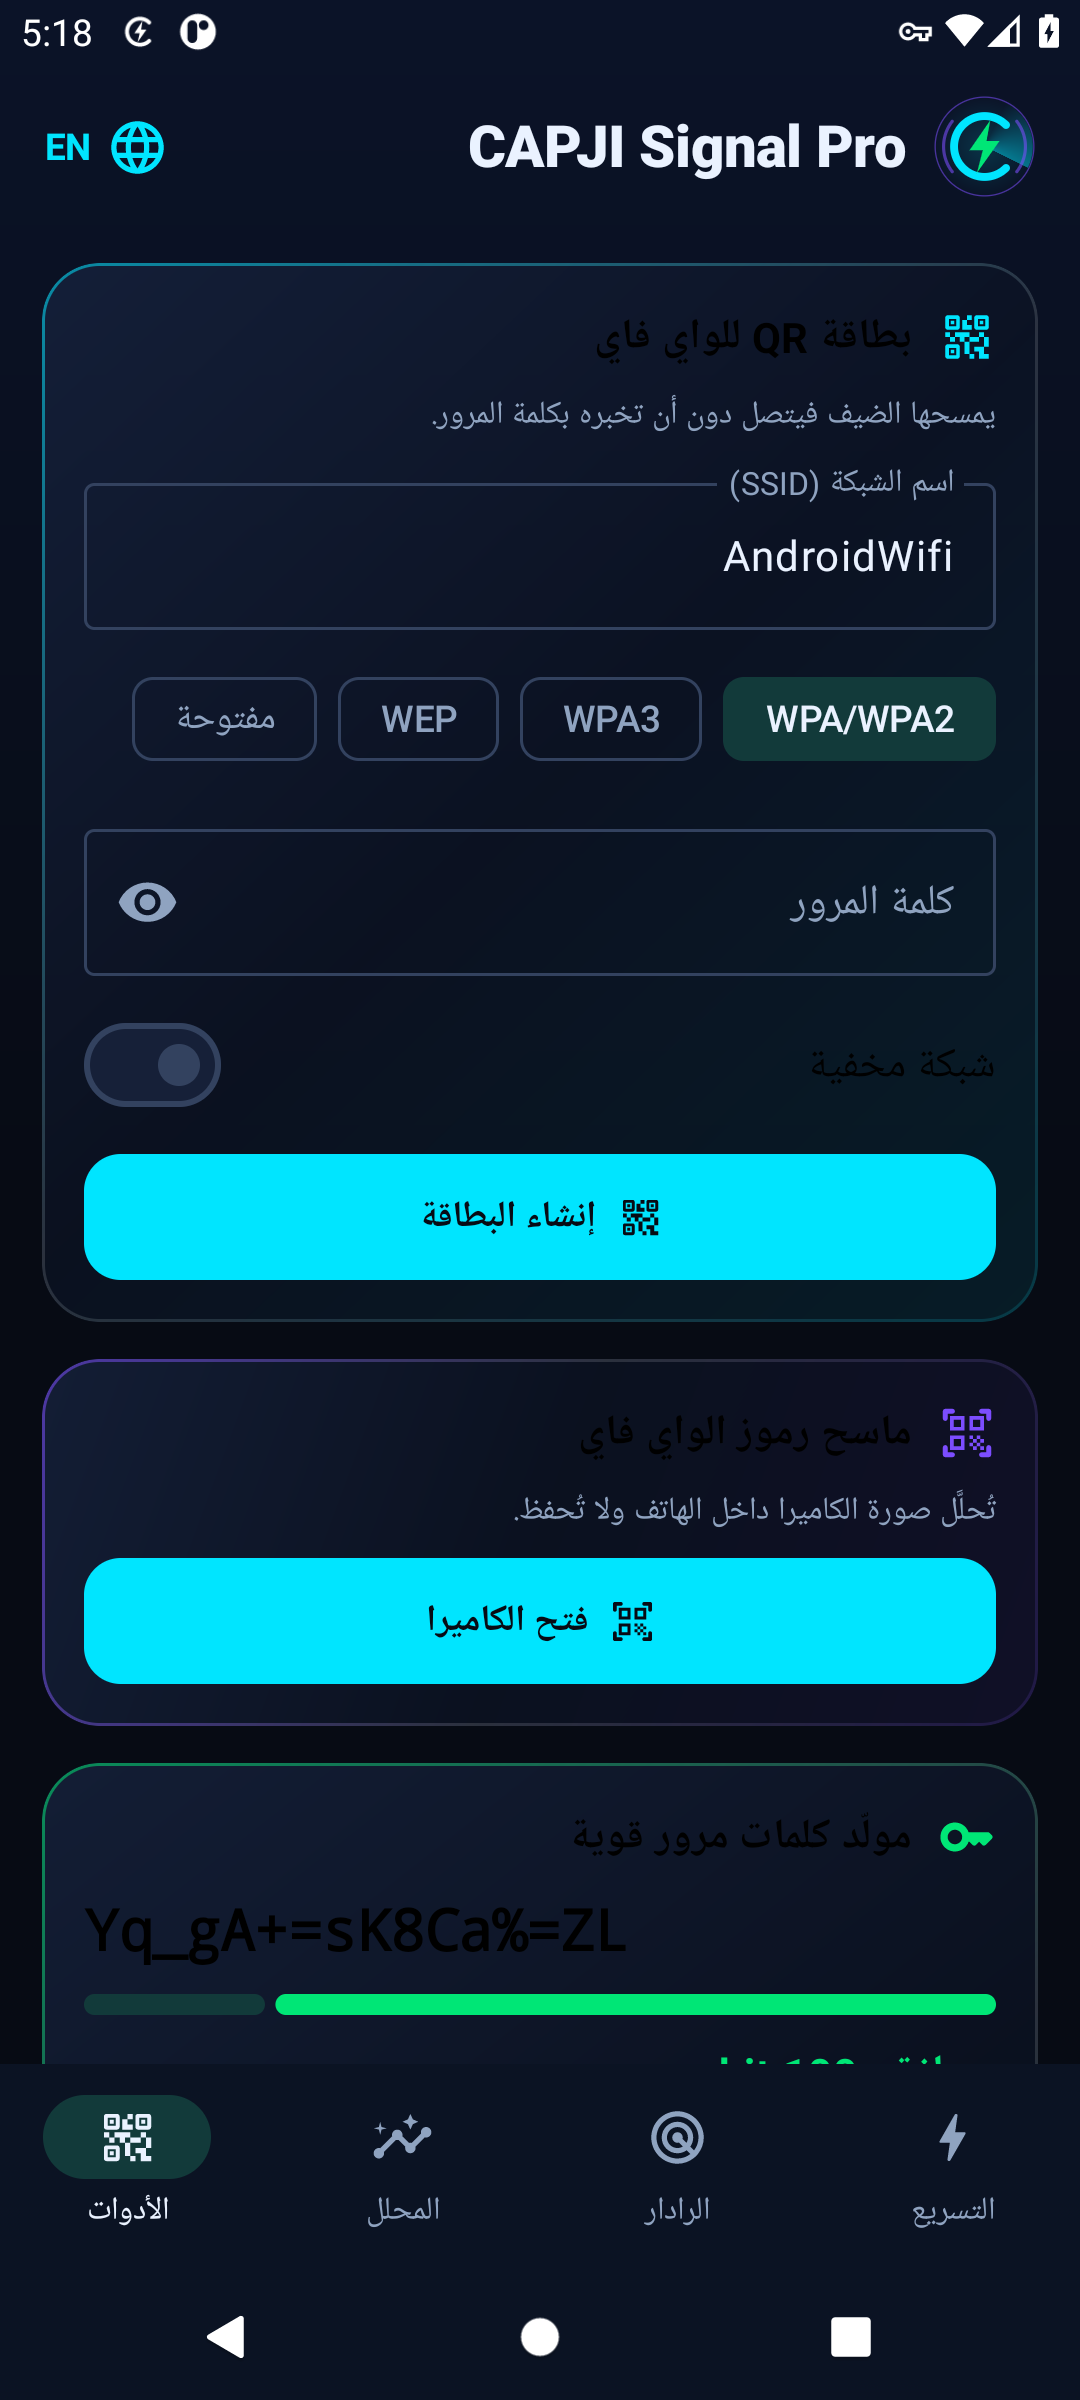 5:18
CAPJI Signal Pro
EN
بطاقة QR للواي فاي
يمسحها الضيف فيتصل دون أن تخبره بكلمة المرور.
اسم الشبكة (SSID)
AndroidWifi
WPA/WPA2
WPA3
WEP
مفتوحة
كلمة المرور
شبكة مخفية
إنشاء البطاقة
ماسح رموز الواي فاي
تُحلَّل صورة الكاميرا داخل الهاتف ولا تُحفظ.
فتح الكاميرا
مولّد كلمات مرور قوية
Yq_gA+=sK8Ca%=ZL
التسريع
الرادار
المحلل
الأدوات